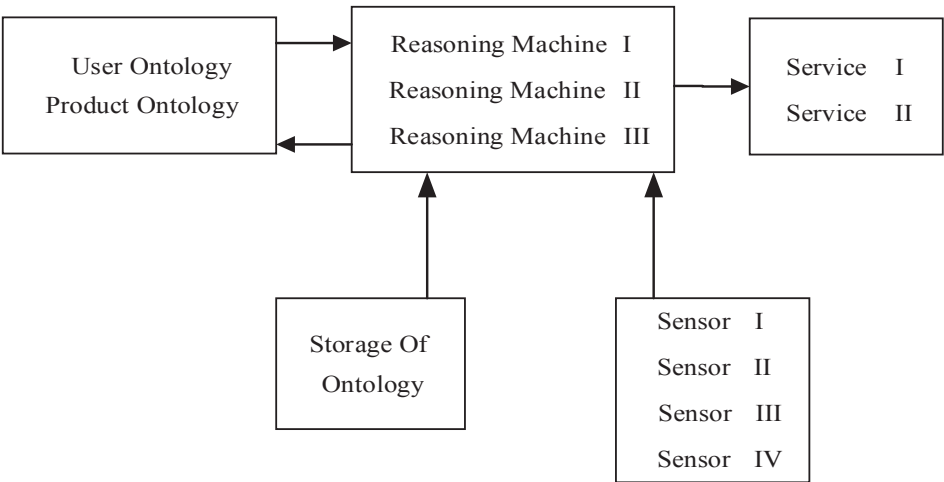 User Ontology
Product Ontology
Reasoning Machine I
Reasoning Machine II
Reasoning Machine III
Service I
Service II
Storage Of
Ontology
Sensor I
Sensor II
Sensor III
Sensor IV